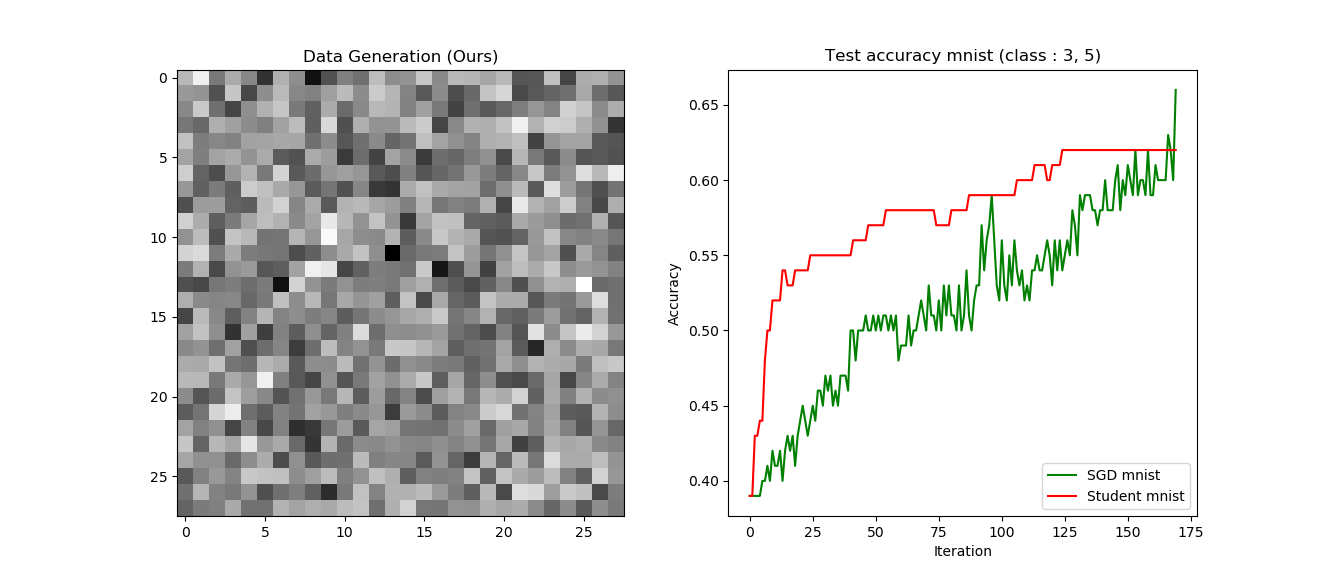 Data Generation (Ours)
0
5
10
15
20
25
0 5 10 15 20 25
Test accuracy mnist (class : 3, 5)
Accuracy
0.65
0.60
0.55
0.50
0.45
0.40
0 25 50 75 100 125 150 175
Iteration
SGD mnist
Student mnist